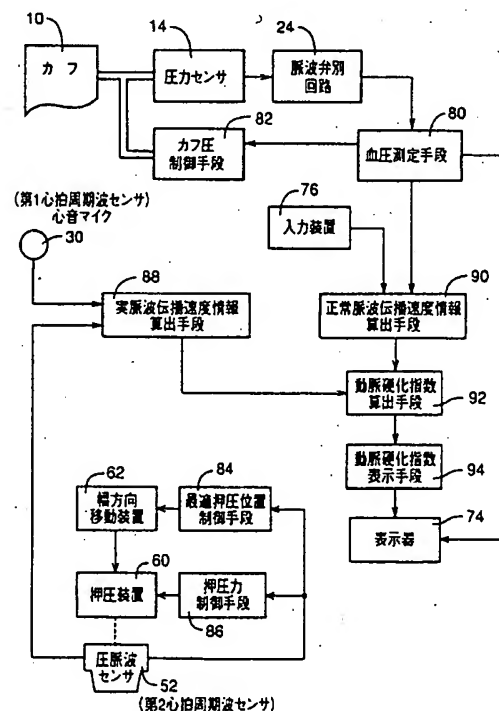 10
カフ
14
圧力センサ
24
脈波弁別
回路
82
カフ圧
制御手段
80
血圧測定手段
(第1心拍周期波センサ)
心音マイク
30
76
入力装置
88
実脈波伝播速度情報
算出手段
90
正常脈波伝播速度情報
算出手段
動脈硬化指数
算出手段
92
62
幅方向
移動装置
84
最適押圧位置
制御手段
動脈硬化指数
表示手段
94
60
押圧装置
押圧力
制御手段
86
74
表示器
圧脈波
センサ
52
(第2心拍周期波センサ)